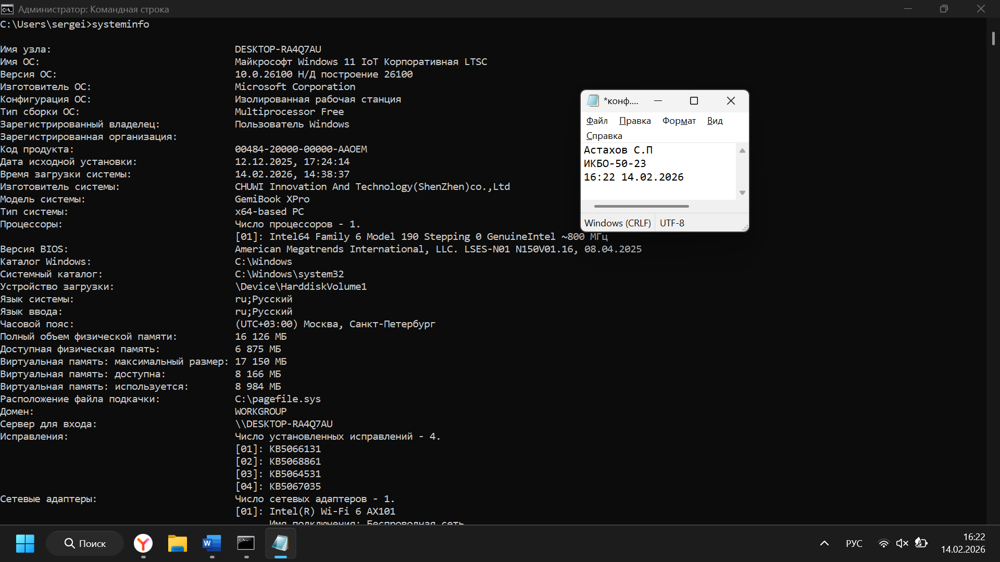 Администратор: Командная строка
C:\Users\sergei>systeminfo
Имя узла: DESKTOP-RA4Q7AU
Имя ОС: Майкрософт Windows 11 IoT Корпоративная LTSC
Версия ОС: 10.0.26100 Н/Д построение 26100
Изготовитель ОС: Microsoft Corporation
Конфигурация ОС: Изолированная рабочая станция
Тип сборки ОС: Multiprocessor Free
Зарегистрированный владелец: Пользователь Windows
Зарегистрированная организация:
Код продукта: 00484-20000-00000-AAOEM
Дата исходной установки: 12.12.2025, 17:24:14
Время загрузки системы: 14.02.2026, 14:38:37
Изготовитель системы: CHUWI Innovation And Technology(ShenZhen)co.,Ltd
Модель системы: GemiBook XPro
Тип системы: x64-based PC
Процессоры: Число процессоров - 1.
[01]: Intel64 Family 6 Model 190 Stepping 0 GenuineIntel ~800 МГц
Версия BIOS: American Megatrends International, LLC. LSES-N01 N150V01.16, 08.04.2025
Каталог Windows: C:\Windows
Системный каталог: C:\Windows\system32
Устройство загрузки: \Device\HarddiskVolume1
Язык системы: ru;Русский
Язык ввода: ru;Русский
Часовой пояс: (UTC+03:00) Москва, Санкт-Петербург
Полный объем физической памяти: 16 126 МБ
Доступная физическая память: 6 875 МБ
Виртуальная память: максимальный размер: 17 150 МБ
Виртуальная память: доступна: 8 166 МБ
Виртуальная память: используется: 8 984 МБ
Расположение файла подкачки: C:\pagefile.sys
Домен: WORKGROUP
Сервер для входа: \\DESKTOP-RA4Q7AU
Исправления: Число установленных исправлений - 4.
[01]: KB5066131
[02]: KB5068861
[03]: KB5064531
[04]: KB5067035
Сетевые адаптеры: Число сетевых адаптеров - 1.
[01]: Intel(R) Wi-Fi 6 AX101
Имя подключения: Беспроводная сеть
*конф....
Файл Правка Формат Вид
Справка
Астахов С.П
ИКБО-50-23
16:22 14.02.2026
Windows (CRLF) UTF-8
Поиск
РУС
16:22
14.02.2026